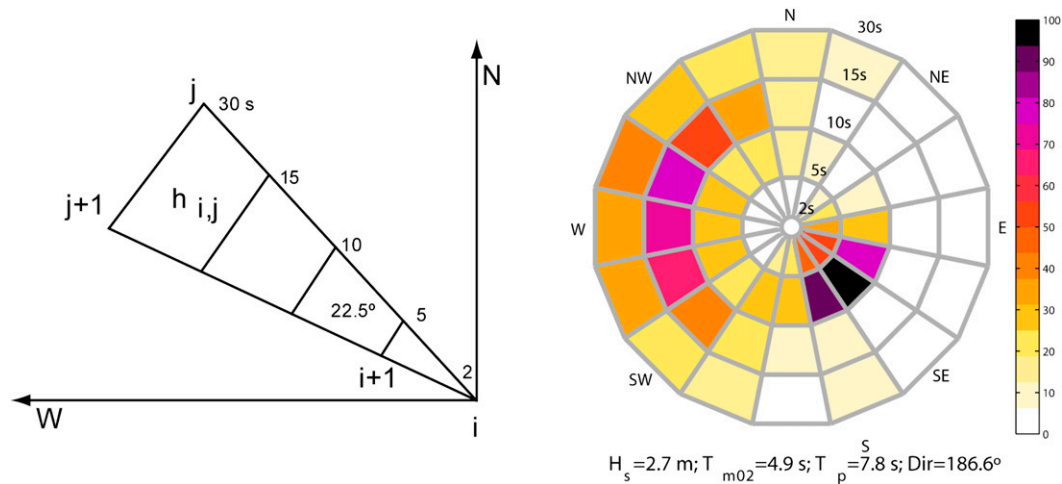 j
30 s
N
15
j+1
h i,j
10
22.5º
5
i+1
2
W
i
N
30s
NW
NE
15s
10s
5s
2s
W
E
SW
SE
S
100
90
80
70
60
50
40
30
20
10
0
H s =2.7 m; T m02 =4.9 s; T p =7.8 s; Dir=186.6º